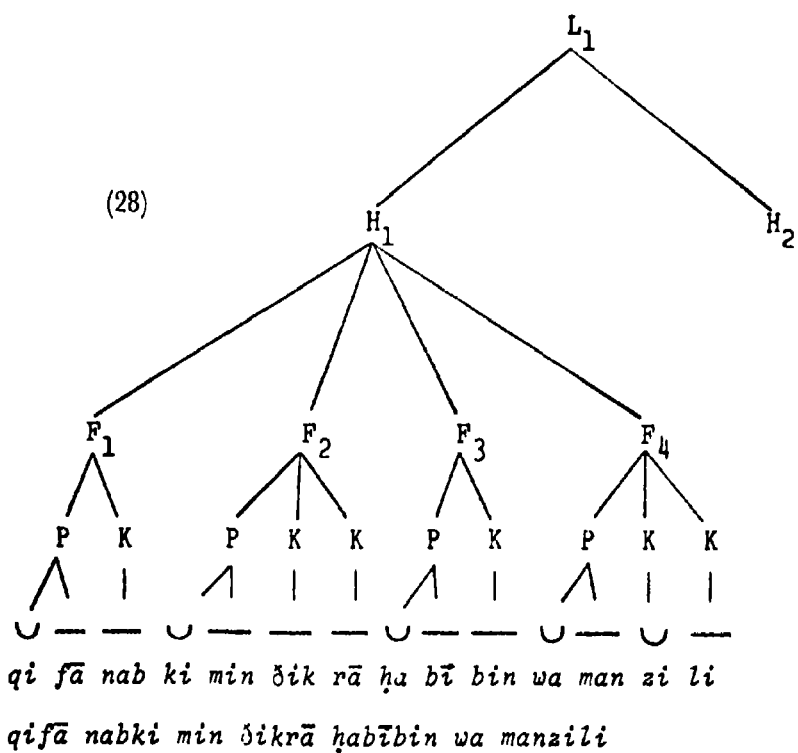 L1
(28)
H1 H2
F1 F2 F3 F4
P K P K K P K P K K
∪ — — ∪ — — — ∪ — — ∪ — ∪ —
qi fā nab ki min ðik rā ḥa bī bin wa man zi li
qifā nabki min ðikrā ḥabībin wa manzili